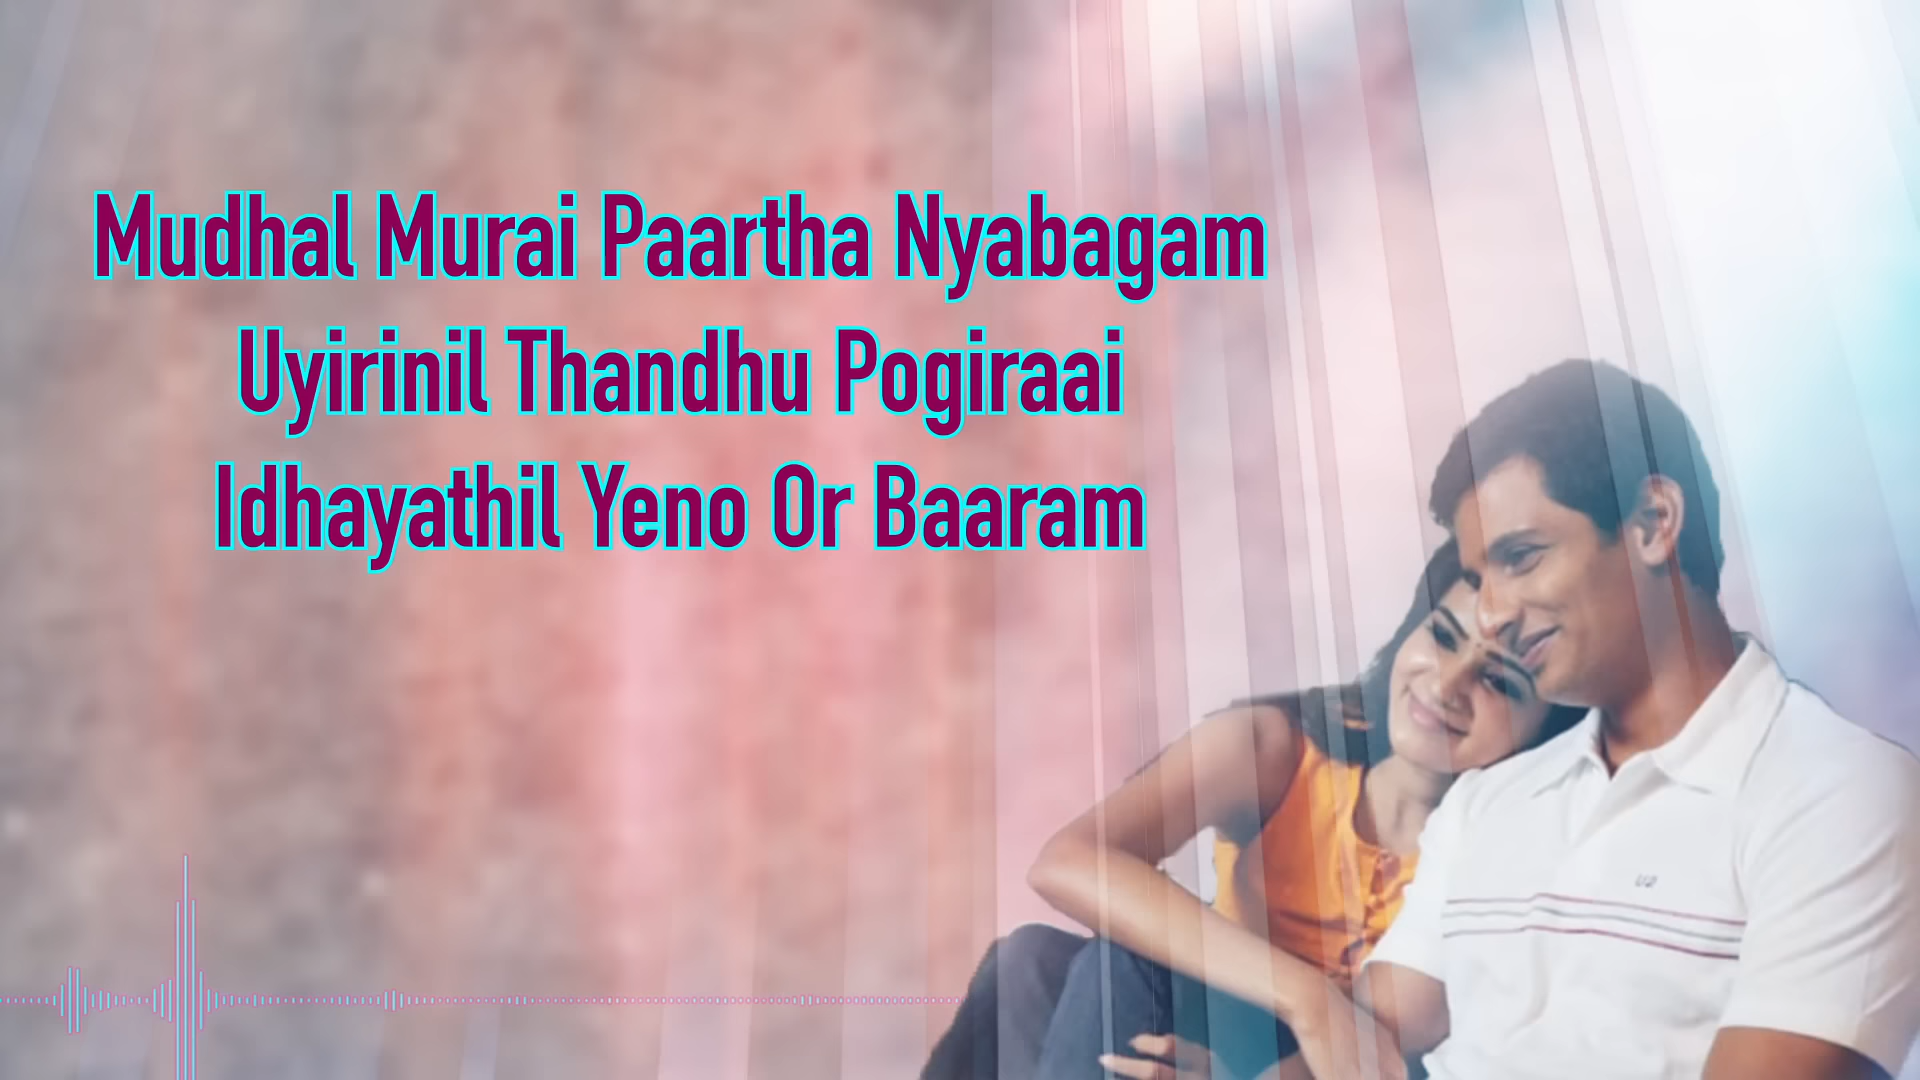 Mudhal Murai Paartha Nyabagam
Uyirinil Thandhu Pogiraai
Idhayathil Yeno Or Baaram